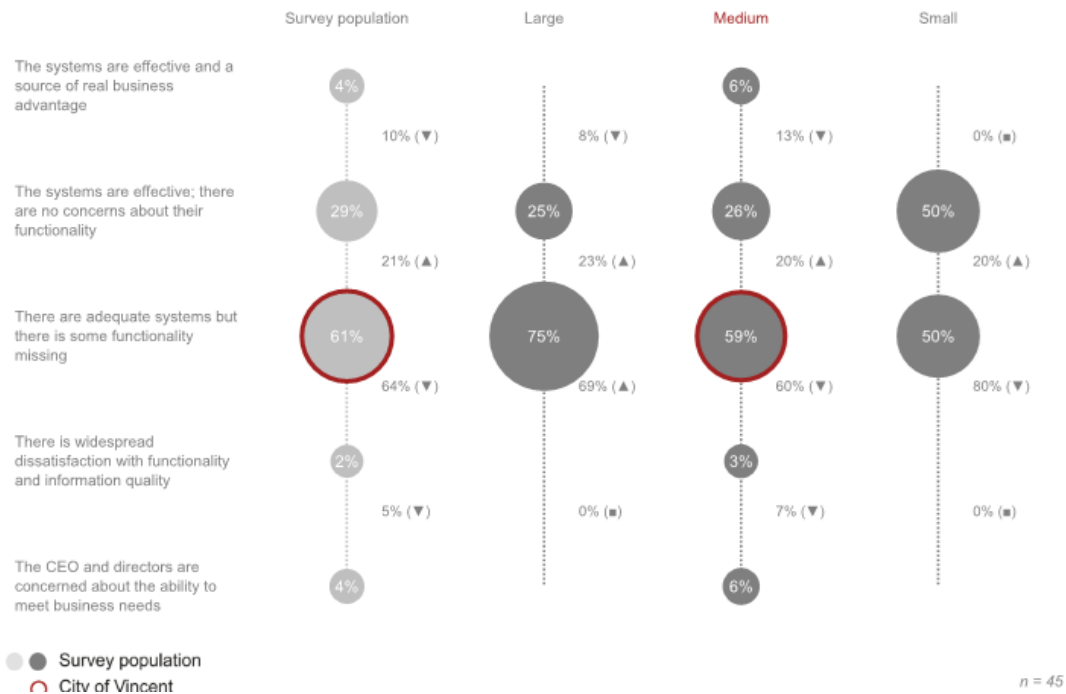 Survey population Large Medium Small
The systems are effective and a
source of real business
advantage
4% 6%
10% (▼) 8% (▼) 13% (▼) 0% (■)
The systems are effective; there
are no concerns about their
functionality
29% 25% 26% 50%
21% (▲) 23% (▲) 20% (▲) 20% (▲)
There are adequate systems but
there is some functionality
missing
61% 75% 59% 50%
64% (▼) 69% (▲) 60% (▼) 80% (▼)
There is widespread
dissatisfaction with functionality
and information quality
2% 3%
5% (▼) 0% (■) 7% (▼) 0% (■)
The CEO and directors are
concerned about the ability to
meet business needs
4% 6%
Survey population
City of Vincent
n = 45